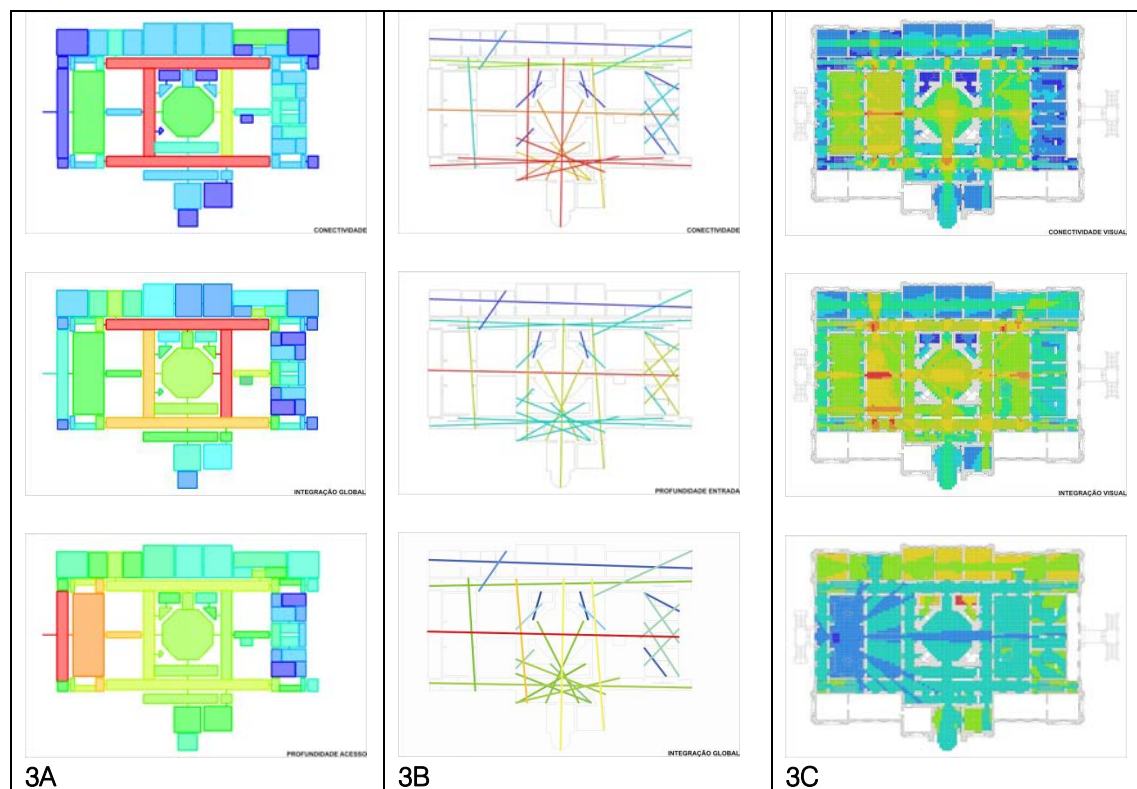 CONECTIVIDADE
INTEGRAÇÃO GLOBAL
PROFUNDIDADE ACESSO
3A
CONECTIVIDADE
PROFUNDIDADE ENTRADA
INTEGRAÇÃO GLOBAL
3B
CONECTIVIDADE VISUAL
INTEGRAÇÃO VISUAL
3C